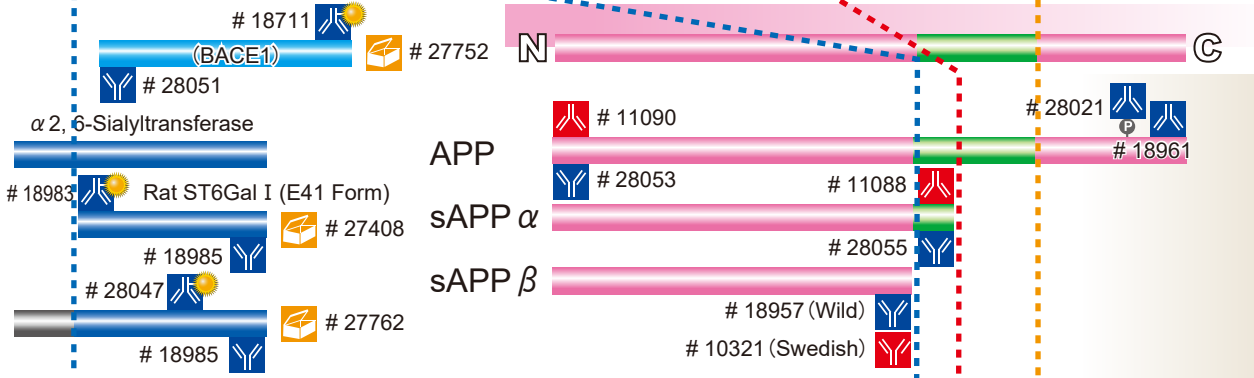 # 18711
(BACE1)
# 27752
# 28051
α2, 6-Sialyltransferase
# 18983
Rat ST6Gal I (E41 Form)
# 27408
# 18985
# 28047
# 27762
# 18985
N
C
# 11090
# 28021
P
APP
# 18961
# 28053
# 11088
sAPP α
# 28055
sAPP β
# 18957 (Wild)
# 10321 (Swedish)